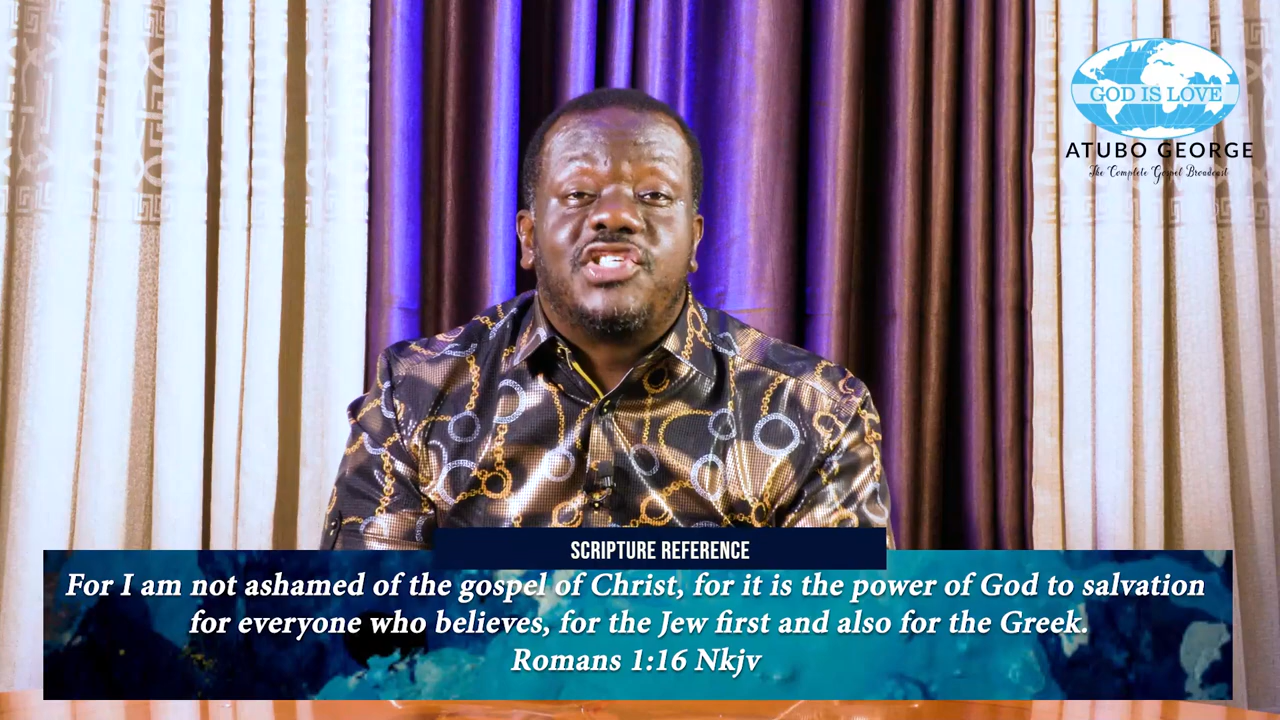 GOD IS LOVE
ATUBO GEORGE
The Complete Gospel Broadcast
SCRIPTURE REFERENCE
For I am not ashamed of the gospel of Christ, for it is the power of God to salvation
for everyone who believes, for the Jew first and also for the Greek.
Romans 1:16 Nkjv